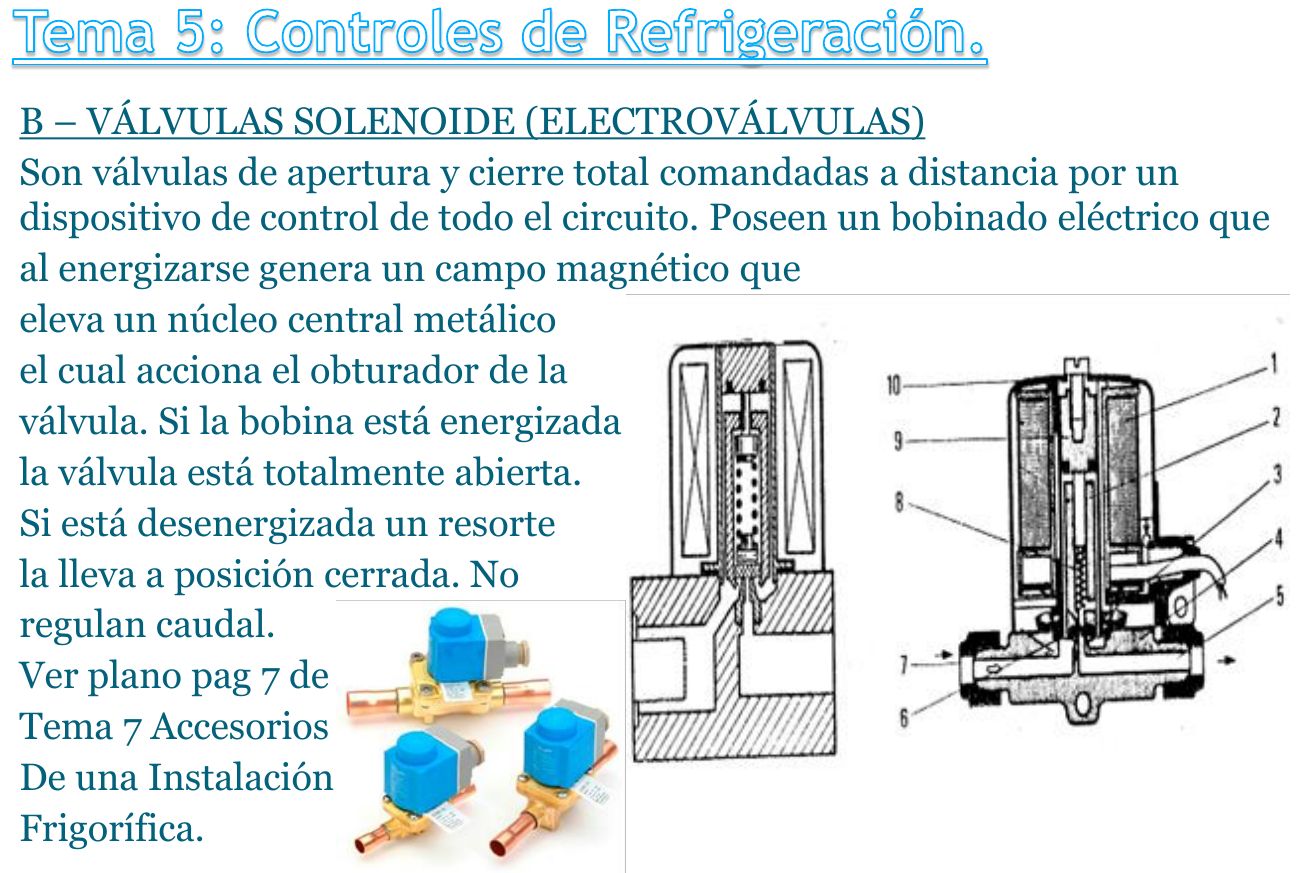 Tema 5: Controles de Refrigeración.
B – VÁLVULAS SOLENOIDE (ELECTROVÁLVULAS)
Son válvulas de apertura y cierre total comandadas a distancia por un
dispositivo de control de todo el circuito. Poseen un bobinado eléctrico que
al energizarse genera un campo magnético que
eleva un núcleo central metálico
el cual acciona el obturador de la
válvula. Si la bobina está energizada
la válvula está totalmente abierta.
Si está desenergizada un resorte
la lleva a posición cerrada. No
regulan caudal.
Ver plano pag 7 de
Tema 7 Accesorios
De una Instalación
Frigorífica.
10
9
8
7
6
1
2
3
4
5